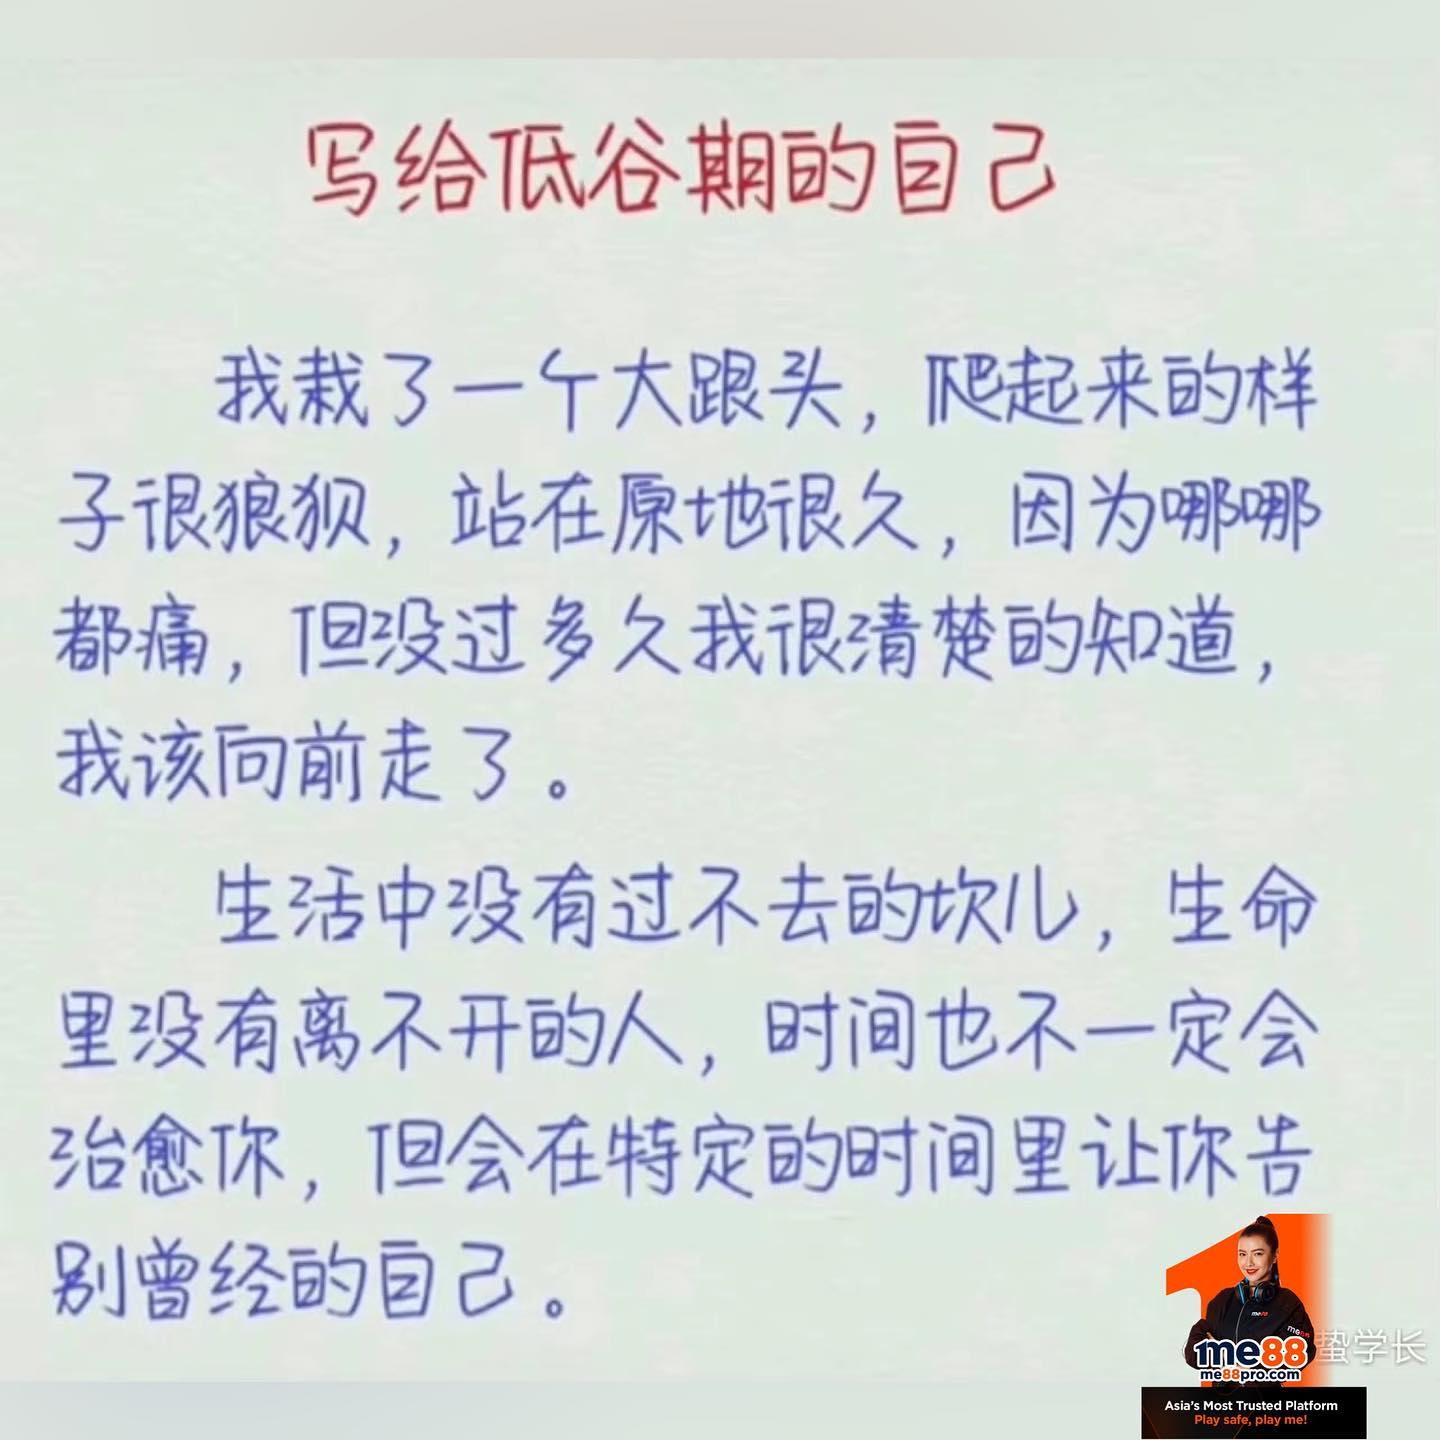 写给低谷期的自己
我栽了一个大跟头，爬起来的样
子很狼狈，站在原地很久，因为哪哪
都痛，但没过多久我很清楚的知道，
我该向前走了。
生活中没有过不去的坎儿，生命
里没有离不开的人，时间也不一定会
治愈你，但会在特定的时间里让你告
别曾经的自己。
me88
me88
me88
蛰学长
me88pro.com
Asia's Most Trusted Platform
Play safe, play me!